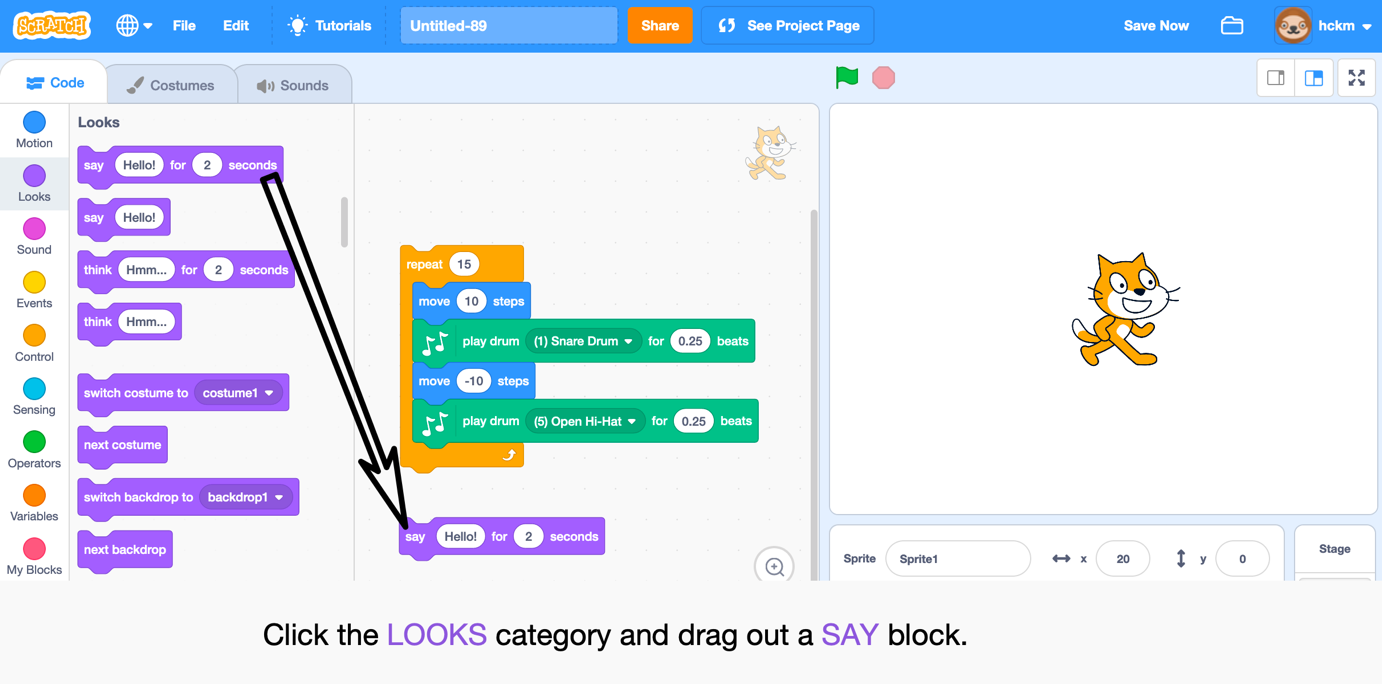 SCRATCH File Edit Tutorials Untitled-89 Share See Project Page Save Now hckm
Code Costumes Sounds
Motion
Looks
Sound
Events
Control
Sensing
Operators
Variables
My Blocks
Looks
say Hello! for 2 seconds
say Hello!
think Hmm... for 2 seconds
think Hmm...
switch costume to costume1
next costume
switch backdrop to backdrop1
next backdrop
repeat 15
move 10 steps
play drum (1) Snare Drum for 0.25 beats
move -10 steps
play drum (5) Open Hi-Hat for 0.25 beats
say Hello! for 2 seconds
Sprite Sprite1 x 20 y 0
Stage
Click the LOOKS category and drag out a SAY block.